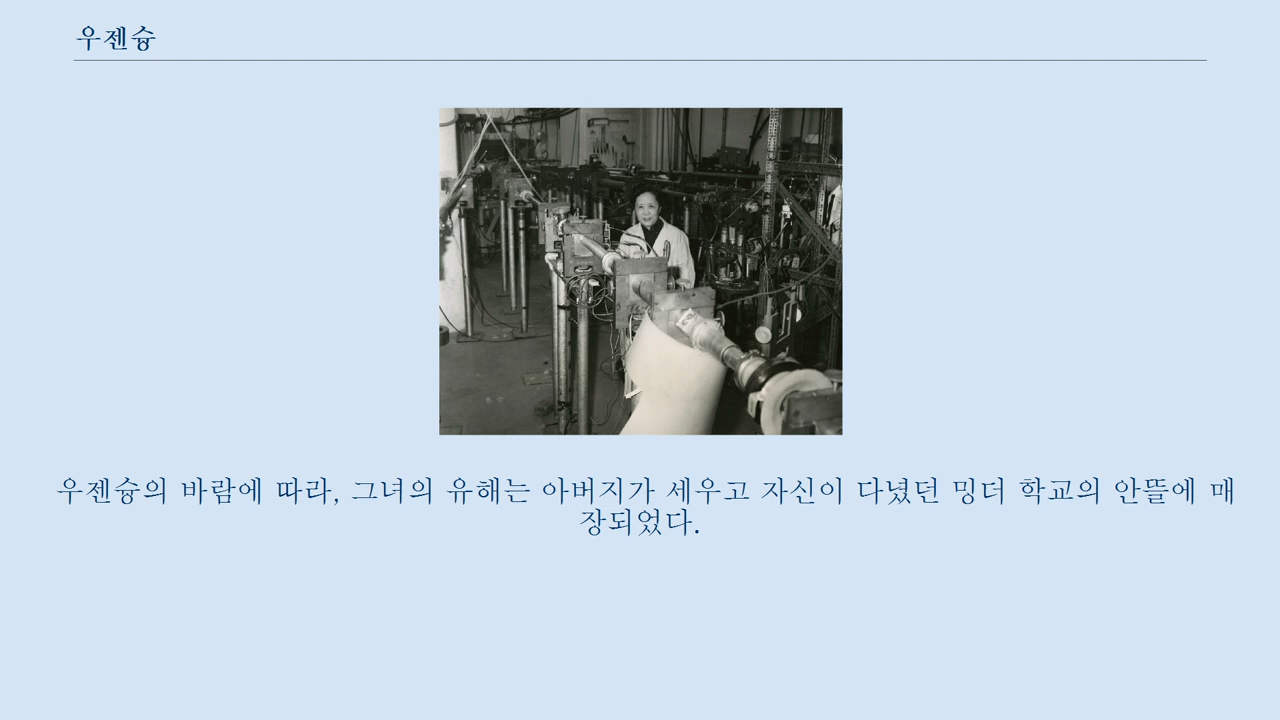 우젠슝
우젠슝의 바람에 따라, 그녀의 유해는 아버지가 세우고 자신이 다녔던 밍더 학교의 안뜰에 매
장되었다.